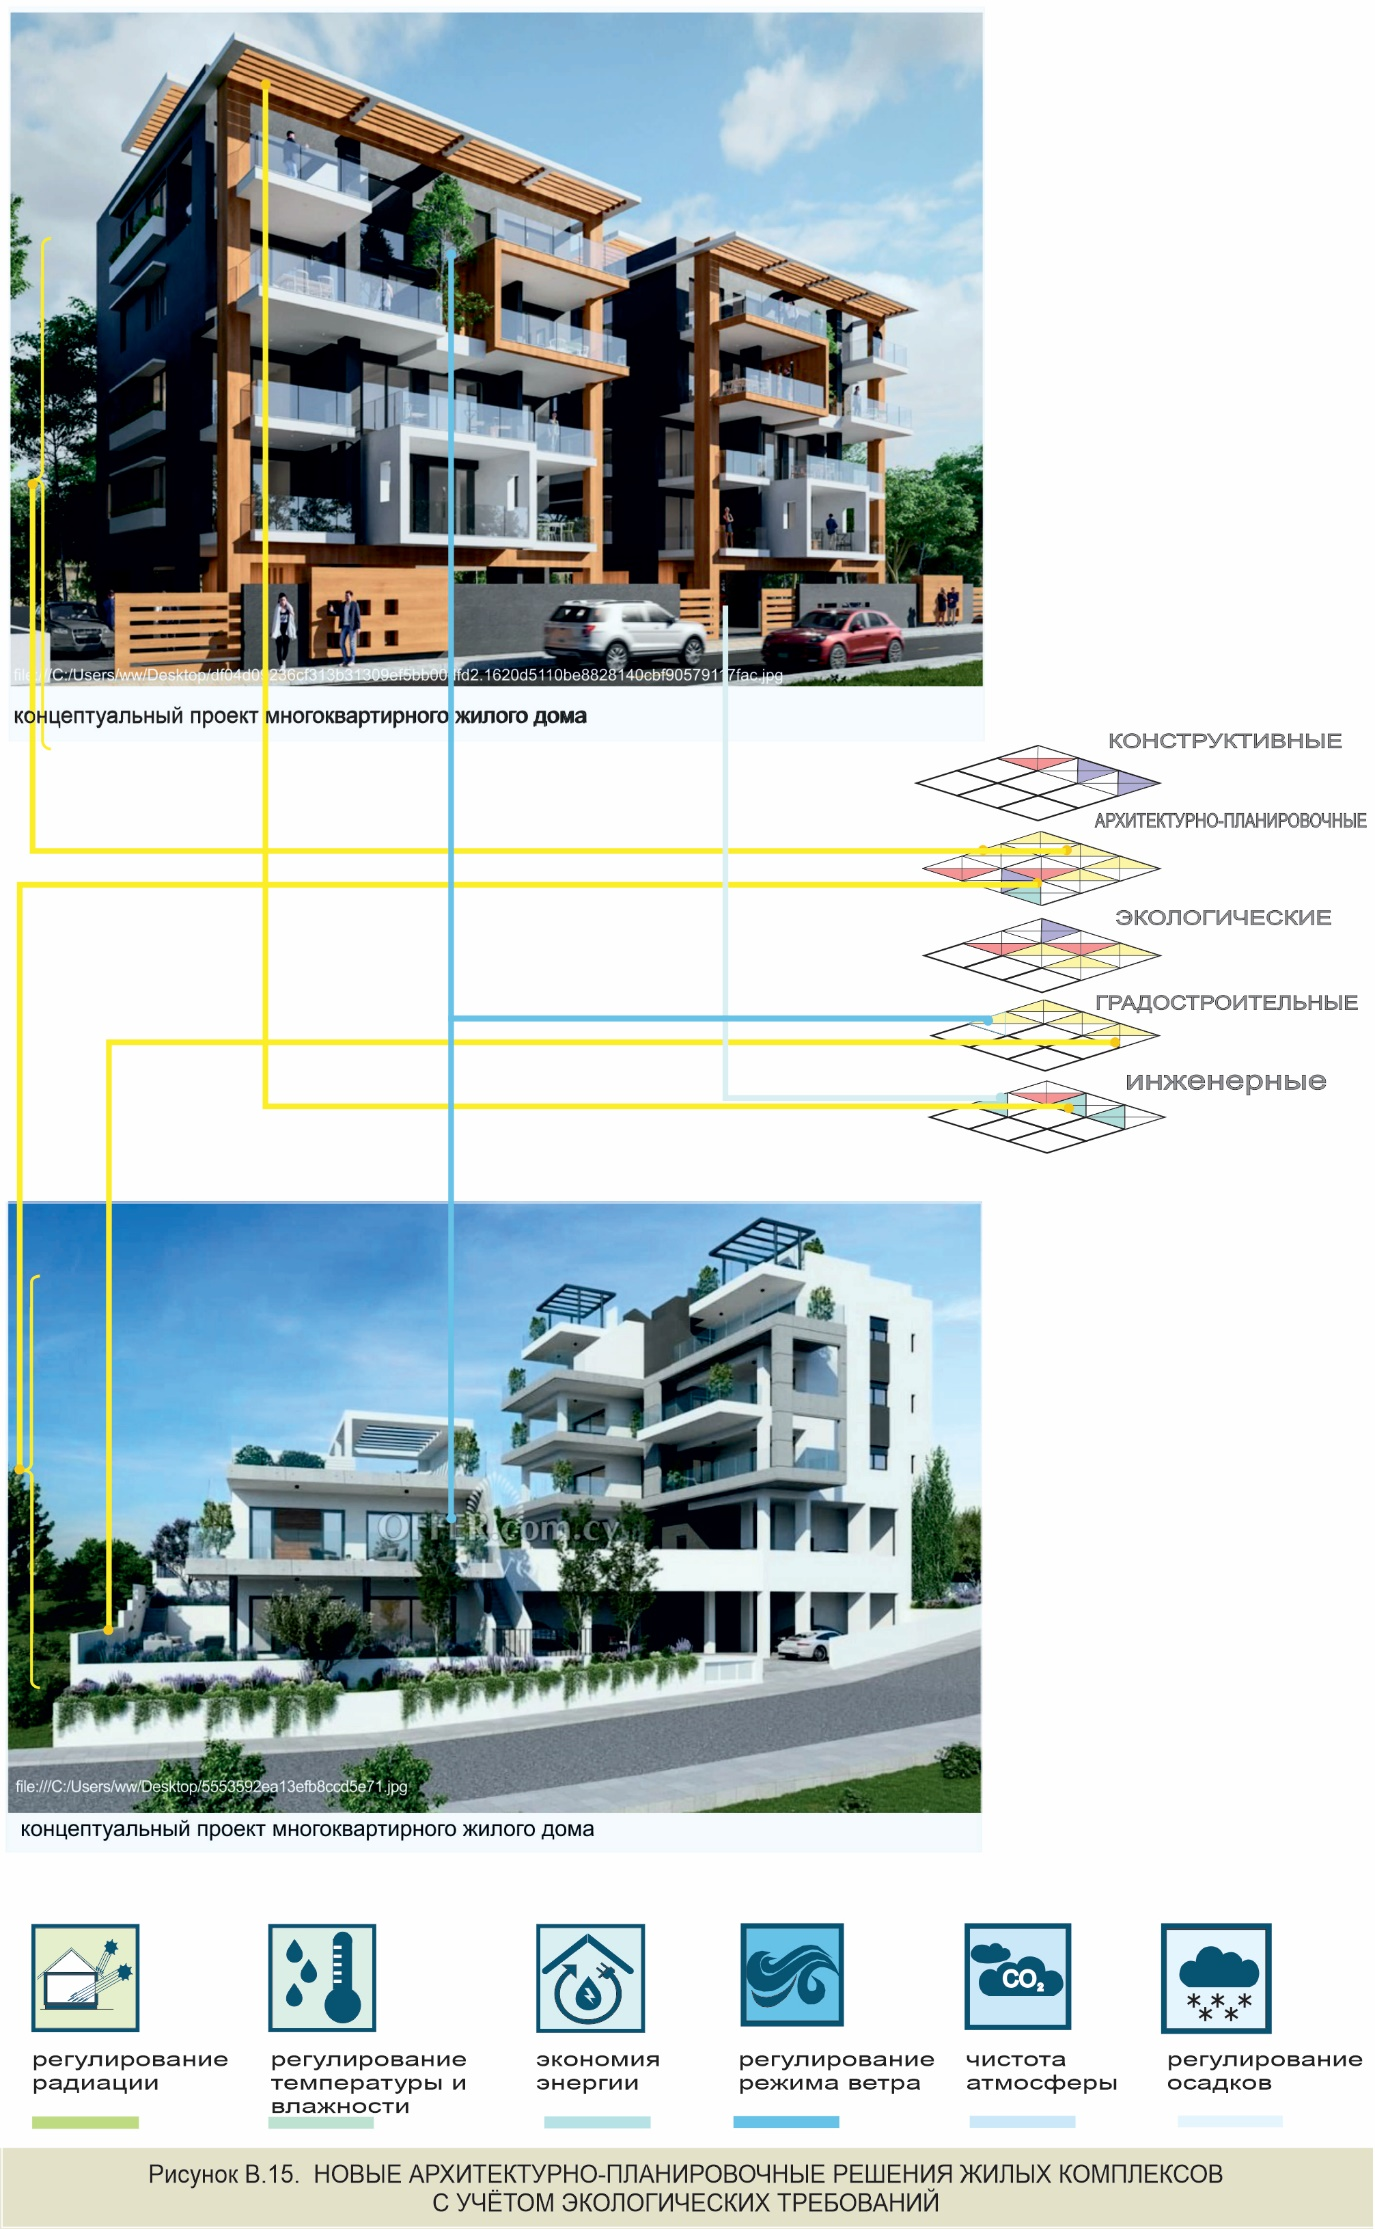 file:///C:/Users/ww/Desktop/df04d09236cf313b31309ef5bb00dfd2.1620d5110be8828140cbf90579117fac.jpg
концептуальный проект многоквартирного жилого дома
КОНСТРУКТИВНЫЕ
АРХИТЕКТУРНО-ПЛАНИРОВОЧНЫЕ
ЭКОЛОГИЧЕСКИЕ
ГРАДОСТРОИТЕЛЬНЫЕ
инженерные
OFFER.com.cy
file:///C:/Users/ww/Desktop/5553592ea13efb8ccd5e71.jpg
концептуальный проект многоквартирного жилого дома
CO2
регулирование
радиации
регулирование
температуры и
влажности
экономия
энергии
регулирование
режима ветра
чистота
атмосферы
регулирование
осадков
Рисунок В.15. НОВЫЕ АРХИТЕКТУРНО-ПЛАНИРОВОЧНЫЕ РЕШЕНИЯ ЖИЛЫХ КОМПЛЕКСОВ
С УЧЁТОМ ЭКОЛОГИЧЕСКИХ ТРЕБОВАНИЙ